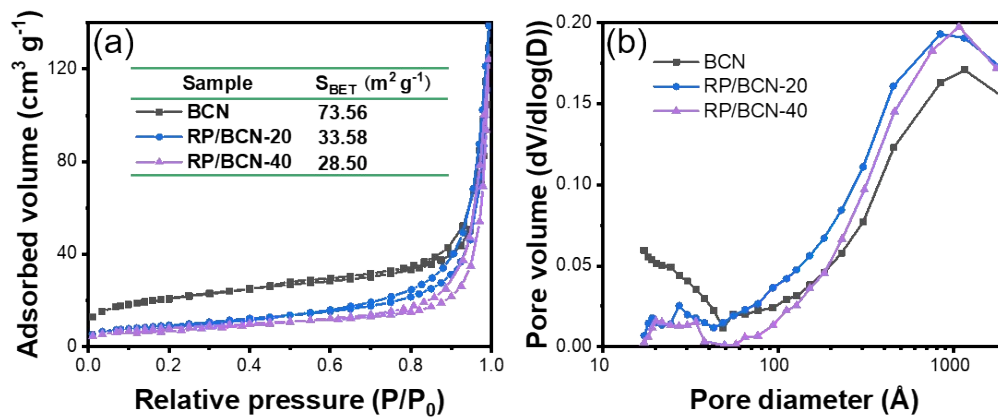 (a)
Adsorbed volume (cm³ g⁻¹)
120
80
40
0
Sample S_BET (m² g⁻¹)
BCN 73.56
RP/BCN-20 33.58
RP/BCN-40 28.50
0.0 0.2 0.4 0.6 0.8 1.0
Relative pressure (P/P₀)
(b)
Pore volume (dV/dlog(D))
0.20
0.15
0.10
0.05
0.00
BCN
RP/BCN-20
RP/BCN-40
10 100 1000
Pore diameter (Å)